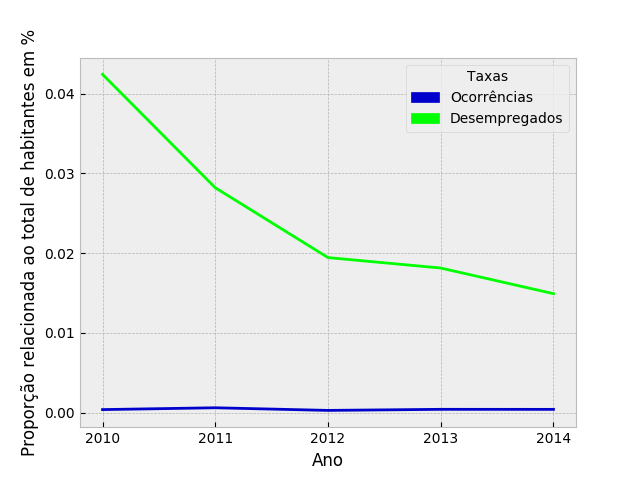 Proporção relacionada ao total de habitantes em %
0.04
0.03
0.02
0.01
0.00
Taxas
Ocorrências
Desempregados
2010 2011 2012 2013 2014
Ano